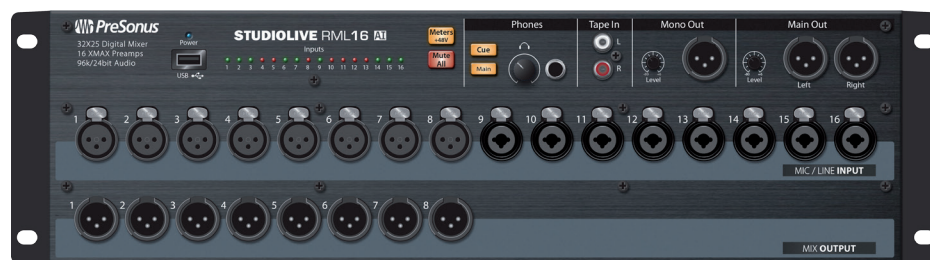 PreSonus
32X25 Digital Mixer
16 XMAX Preamps
96k/24bit Audio
Power
USB
STUDIOLIVE RML16 AI
Inputs
1 2 3 4 5 6 7 8 9 10 11 12 13 14 15 16
Meters
+48V
Mute
All
Phones
Cue
Main
Tape In
L
R
Mono Out
Level
Main Out
Level
Left
Right
1 2 3 4 5 6 7 8 9 10 11 12 13 14 15 16
MIC / LINE INPUT
1 2 3 4 5 6 7 8
MIX OUTPUT